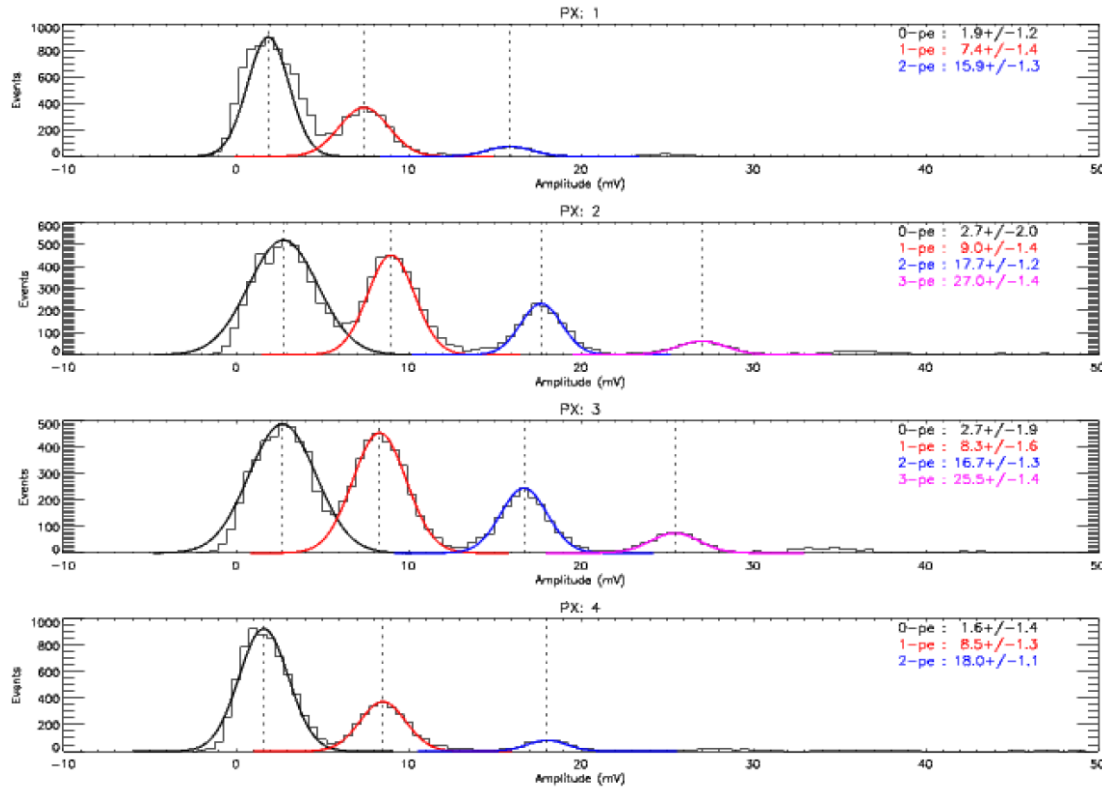 PX: 1
0-pe : 1.9+/-1.2
1-pe : 7.4+/-1.4
2-pe : 15.9+/-1.3
1000
800
600
400
200
0
Events
-10 0 10 20 30 40 50
Amplitude (mV)
PX: 2
0-pe : 2.7+/-2.0
1-pe : 9.0+/-1.4
2-pe : 17.7+/-1.2
3-pe : 27.0+/-1.4
600
500
400
300
200
100
0
Events
-10 0 10 20 30 40 50
Amplitude (mV)
PX: 3
0-pe : 2.7+/-1.9
1-pe : 8.3+/-1.6
2-pe : 16.7+/-1.3
3-pe : 25.5+/-1.4
500
400
300
200
100
0
Events
-10 0 10 20 30 40 50
Amplitude (mV)
PX: 4
0-pe : 1.6+/-1.4
1-pe : 8.5+/-1.3
2-pe : 18.0+/-1.1
1000
800
600
400
200
0
Events
-10 0 10 20 30 40 50
Amplitude (mV)